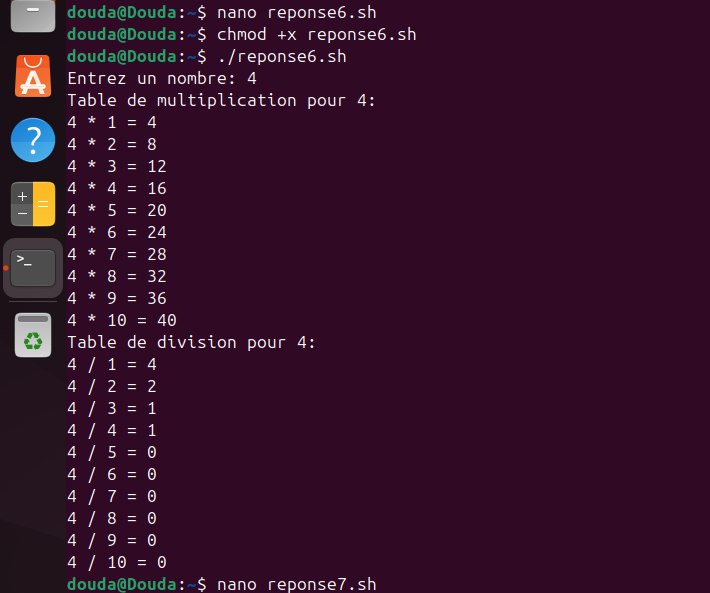 douda@Douda:~$ nano reponse6.sh
douda@Douda:~$ chmod +x reponse6.sh
douda@Douda:~$ ./reponse6.sh
Entrez un nombre: 4
Table de multiplication pour 4:
4 * 1 = 4
4 * 2 = 8
4 * 3 = 12
4 * 4 = 16
4 * 5 = 20
4 * 6 = 24
4 * 7 = 28
4 * 8 = 32
4 * 9 = 36
4 * 10 = 40
Table de division pour 4:
4 / 1 = 4
4 / 2 = 2
4 / 3 = 1
4 / 4 = 1
4 / 5 = 0
4 / 6 = 0
4 / 7 = 0
4 / 8 = 0
4 / 9 = 0
4 / 10 = 0
douda@Douda:~$ nano reponse7.sh